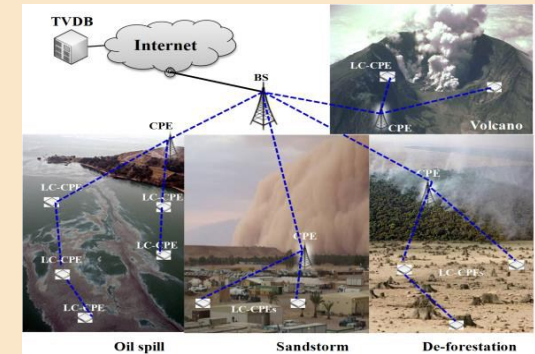 TVDB
Internet
BS
LC-CPE
CPE
Volcano
CPE
LC-CPE
LC-CPE
LC-CPE
LC-CPE
LC-CPE
CPE
LC-CPEs
CPE
LC-CPEs
Oil spill
Sandstorm
De-forestation